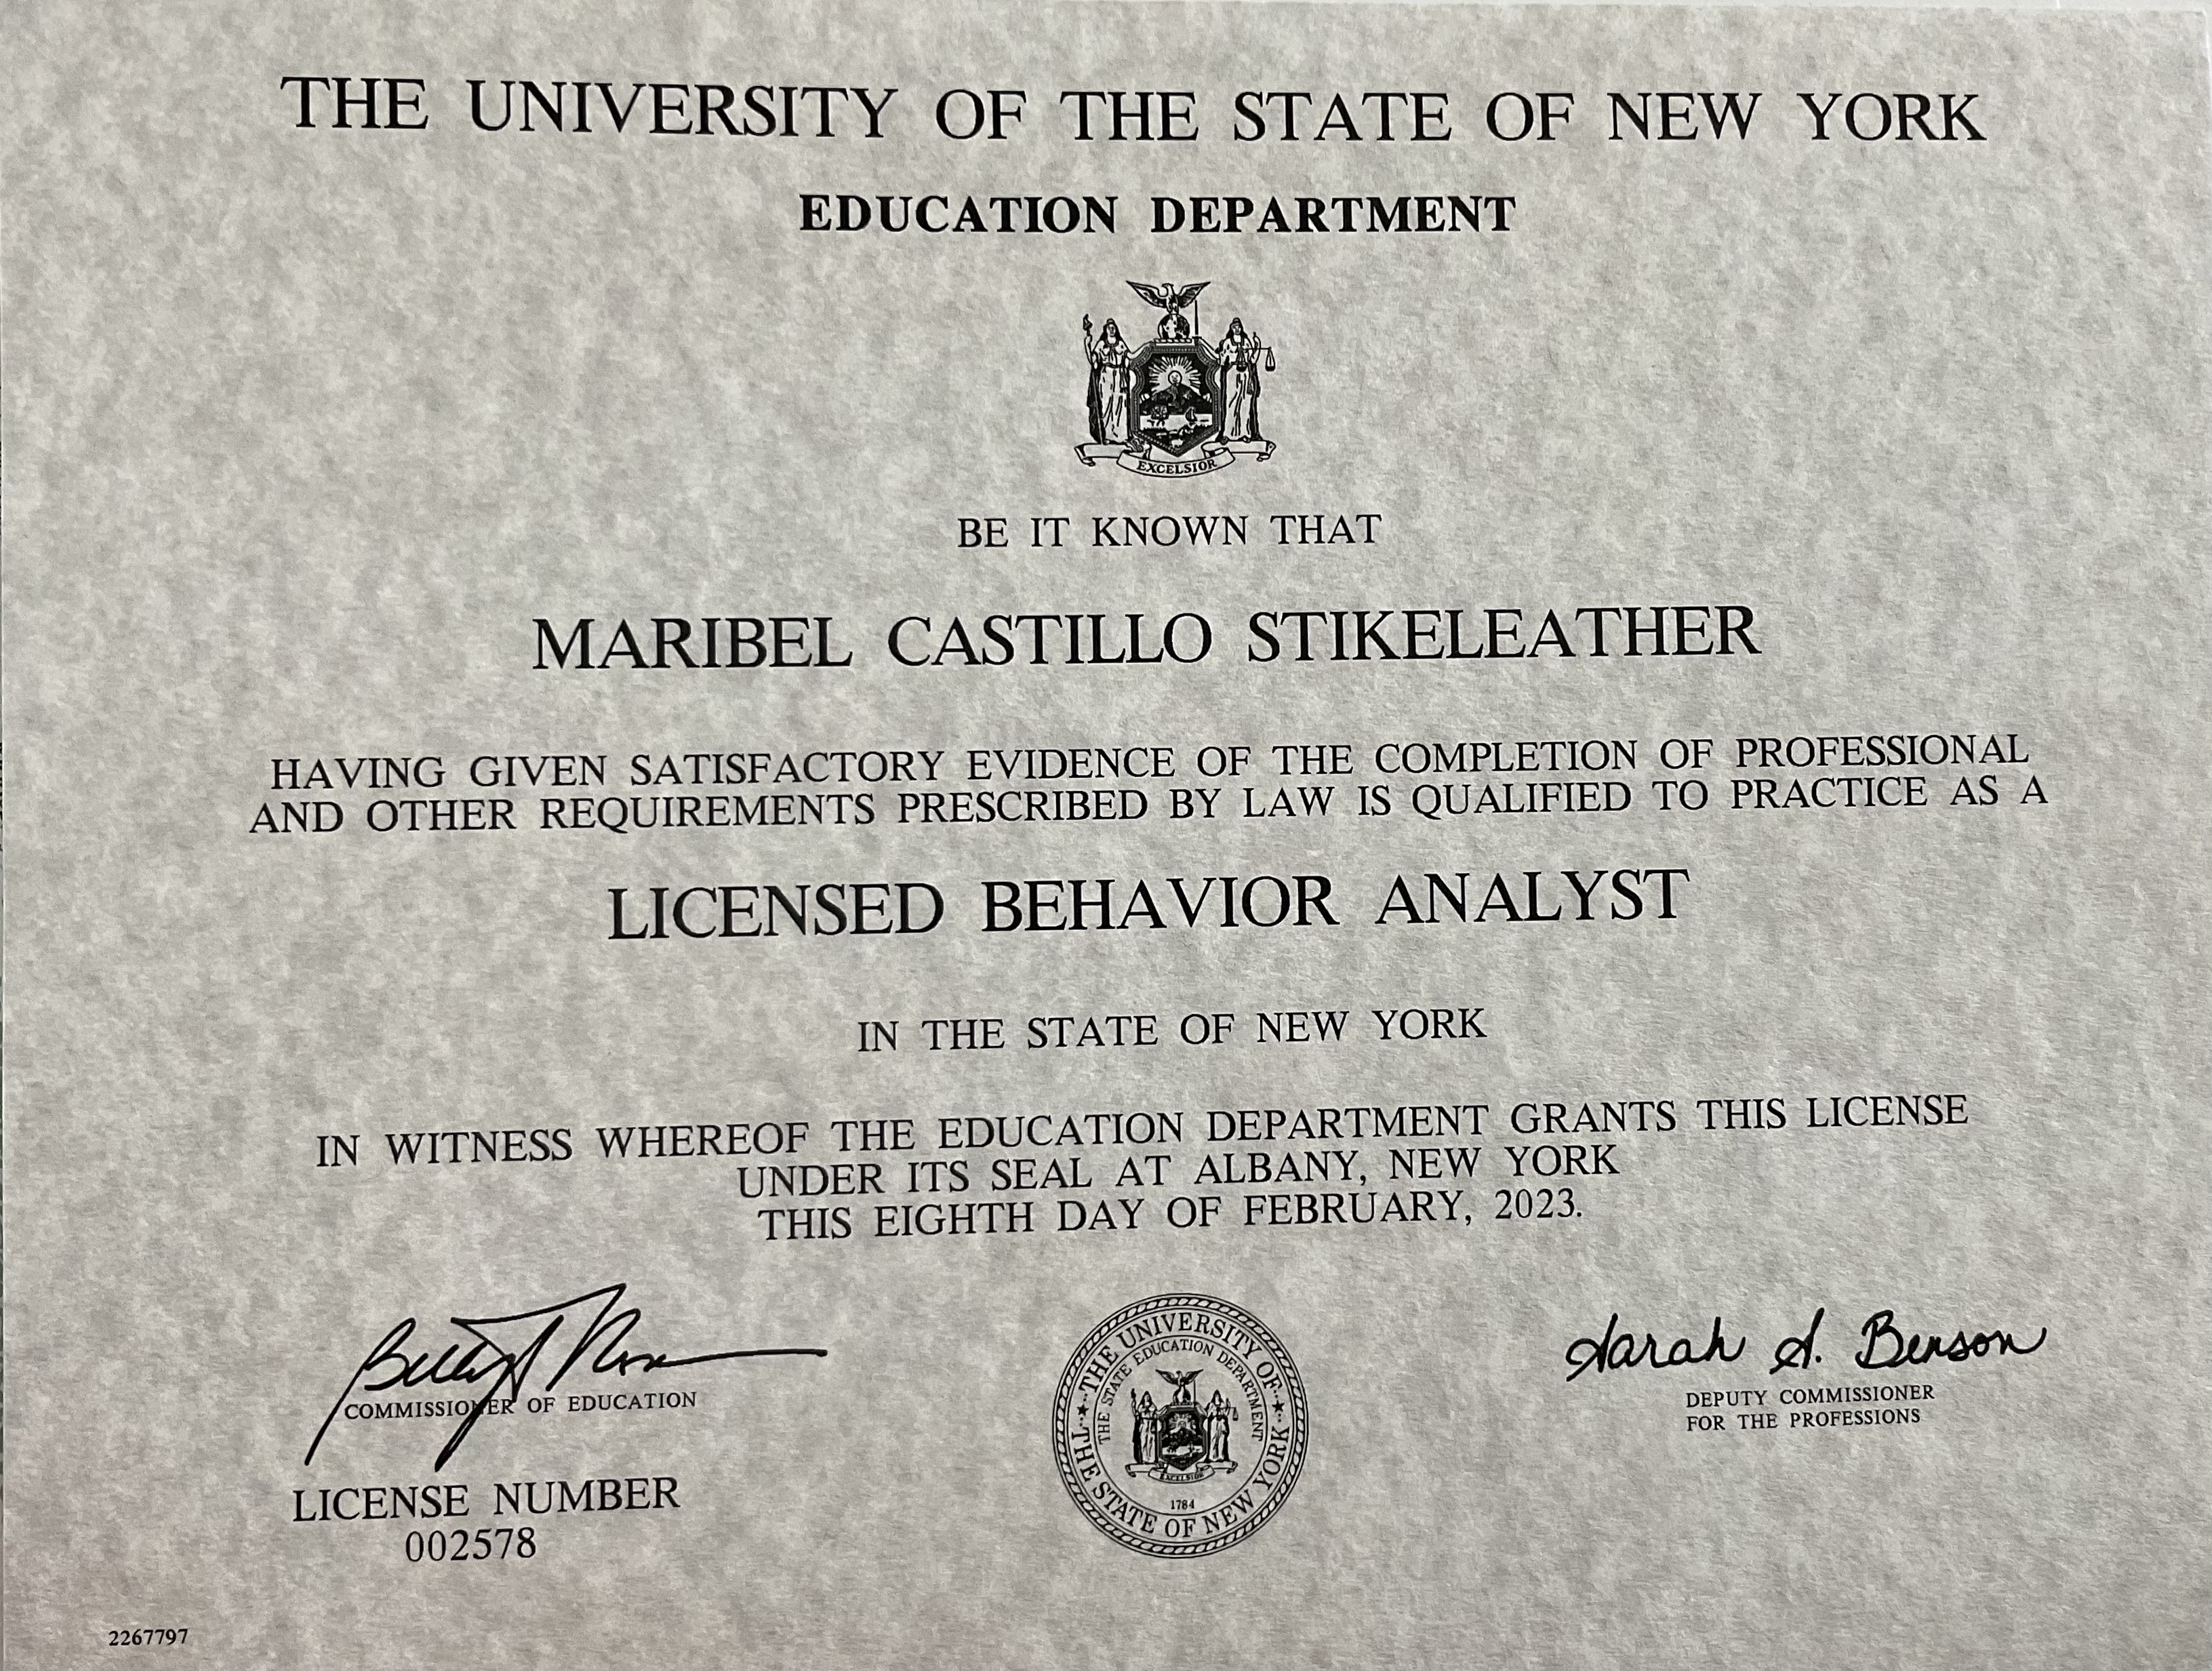 THE UNIVERSITY OF THE STATE OF NEW YORK
EDUCATION DEPARTMENT
EXCELSIOR
BE IT KNOWN THAT
MARIBEL CASTILLO STIKELEATHER
HAVING GIVEN SATISFACTORY EVIDENCE OF THE COMPLETION OF PROFESSIONAL
AND OTHER REQUIREMENTS PRESCRIBED BY LAW IS QUALIFIED TO PRACTICE AS A
LICENSED BEHAVIOR ANALYST
IN THE STATE OF NEW YORK
IN WITNESS WHEREOF THE EDUCATION DEPARTMENT GRANTS THIS LICENSE
UNDER ITS SEAL AT ALBANY, NEW YORK
THIS EIGHTH DAY OF FEBRUARY, 2023.
COMMISSIONER OF EDUCATION
LICENSE NUMBER
002578
THE UNIVERSITY OF
THE STATE OF NEW YORK
THE STATE EDUCATION DEPARTMENT
EXCELSIOR
1784
Sarah S. Benson
DEPUTY COMMISSIONER
FOR THE PROFESSIONS
2267797